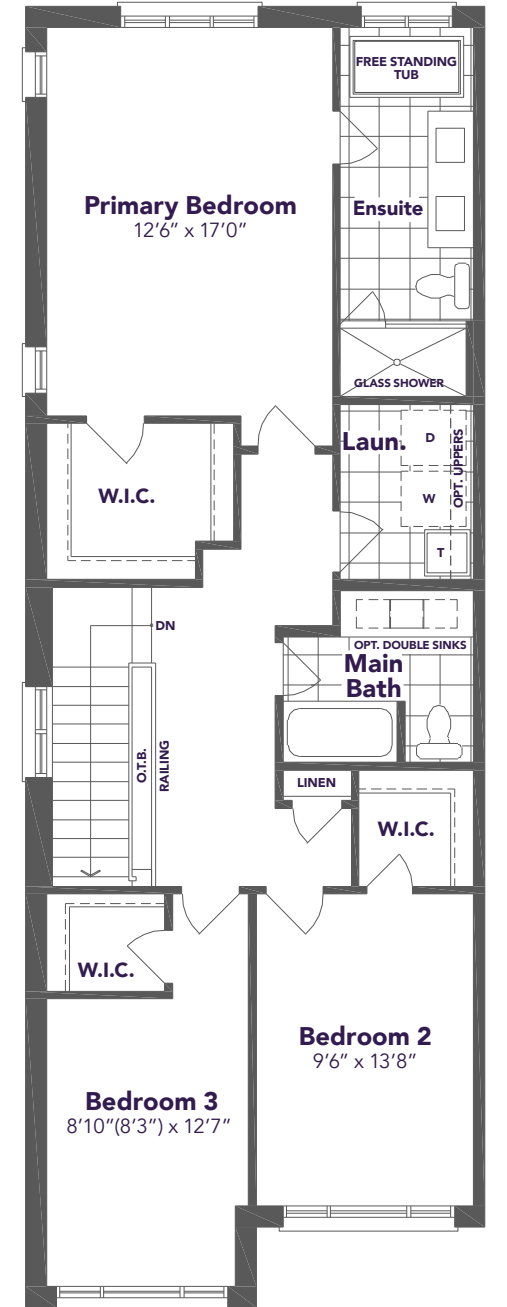 FREE STANDING
TUB
Primary Bedroom
12’6” x 17’0”
Ensuite
GLASS SHOWER
Laun.
D
OPT. UPPERS
W
T
W.I.C.
DN
OPT. DOUBLE SINKS
Main
Bath
O.T.B.
RAILING
LINEN
W.I.C.
W.I.C.
Bedroom 2
9’6” x 13’8”
Bedroom 3
8’10”(8’3”) x 12’7”